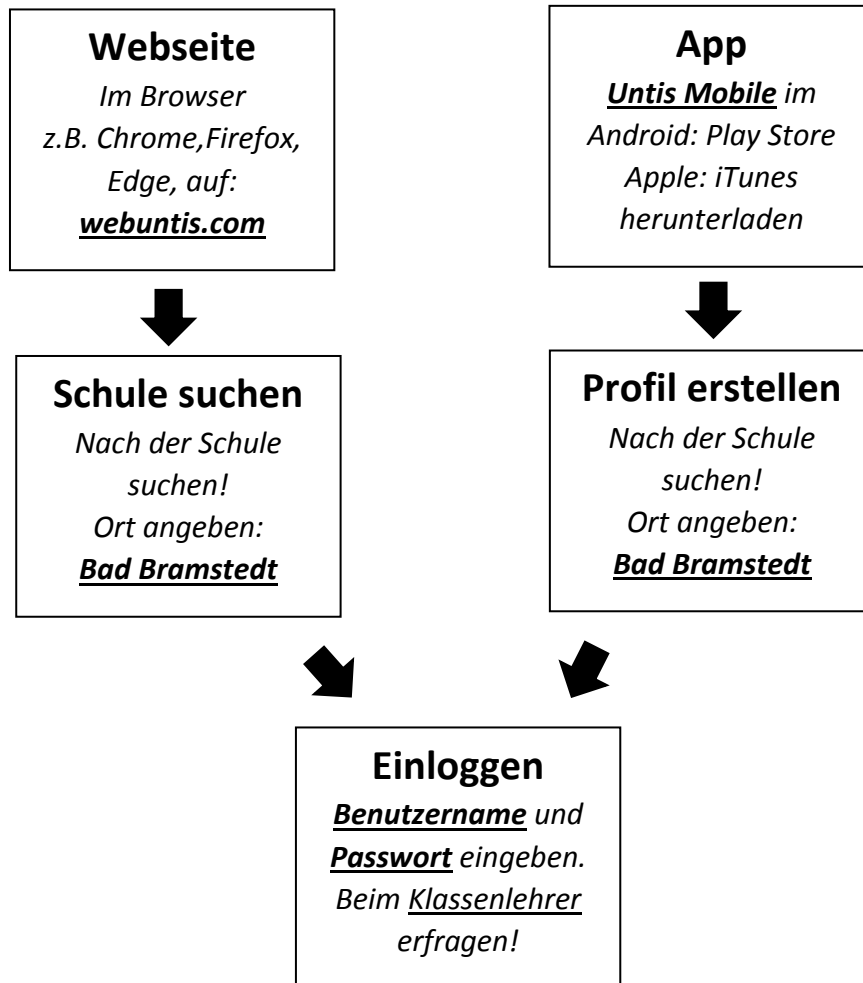 Webseite
Im Browser
z.B. Chrome,Firefox,
Edge, auf:
webuntis.com
App
Untis Mobile im
Android: Play Store
Apple: iTunes
herunterladen
Schule suchen
Nach der Schule
suchen!
Ort angeben:
Bad Bramstedt
Profil erstellen
Nach der Schule
suchen!
Ort angeben:
Bad Bramstedt
Einloggen
Benutzername und
Passwort eingeben.
Beim Klassenlehrer
erfragen!